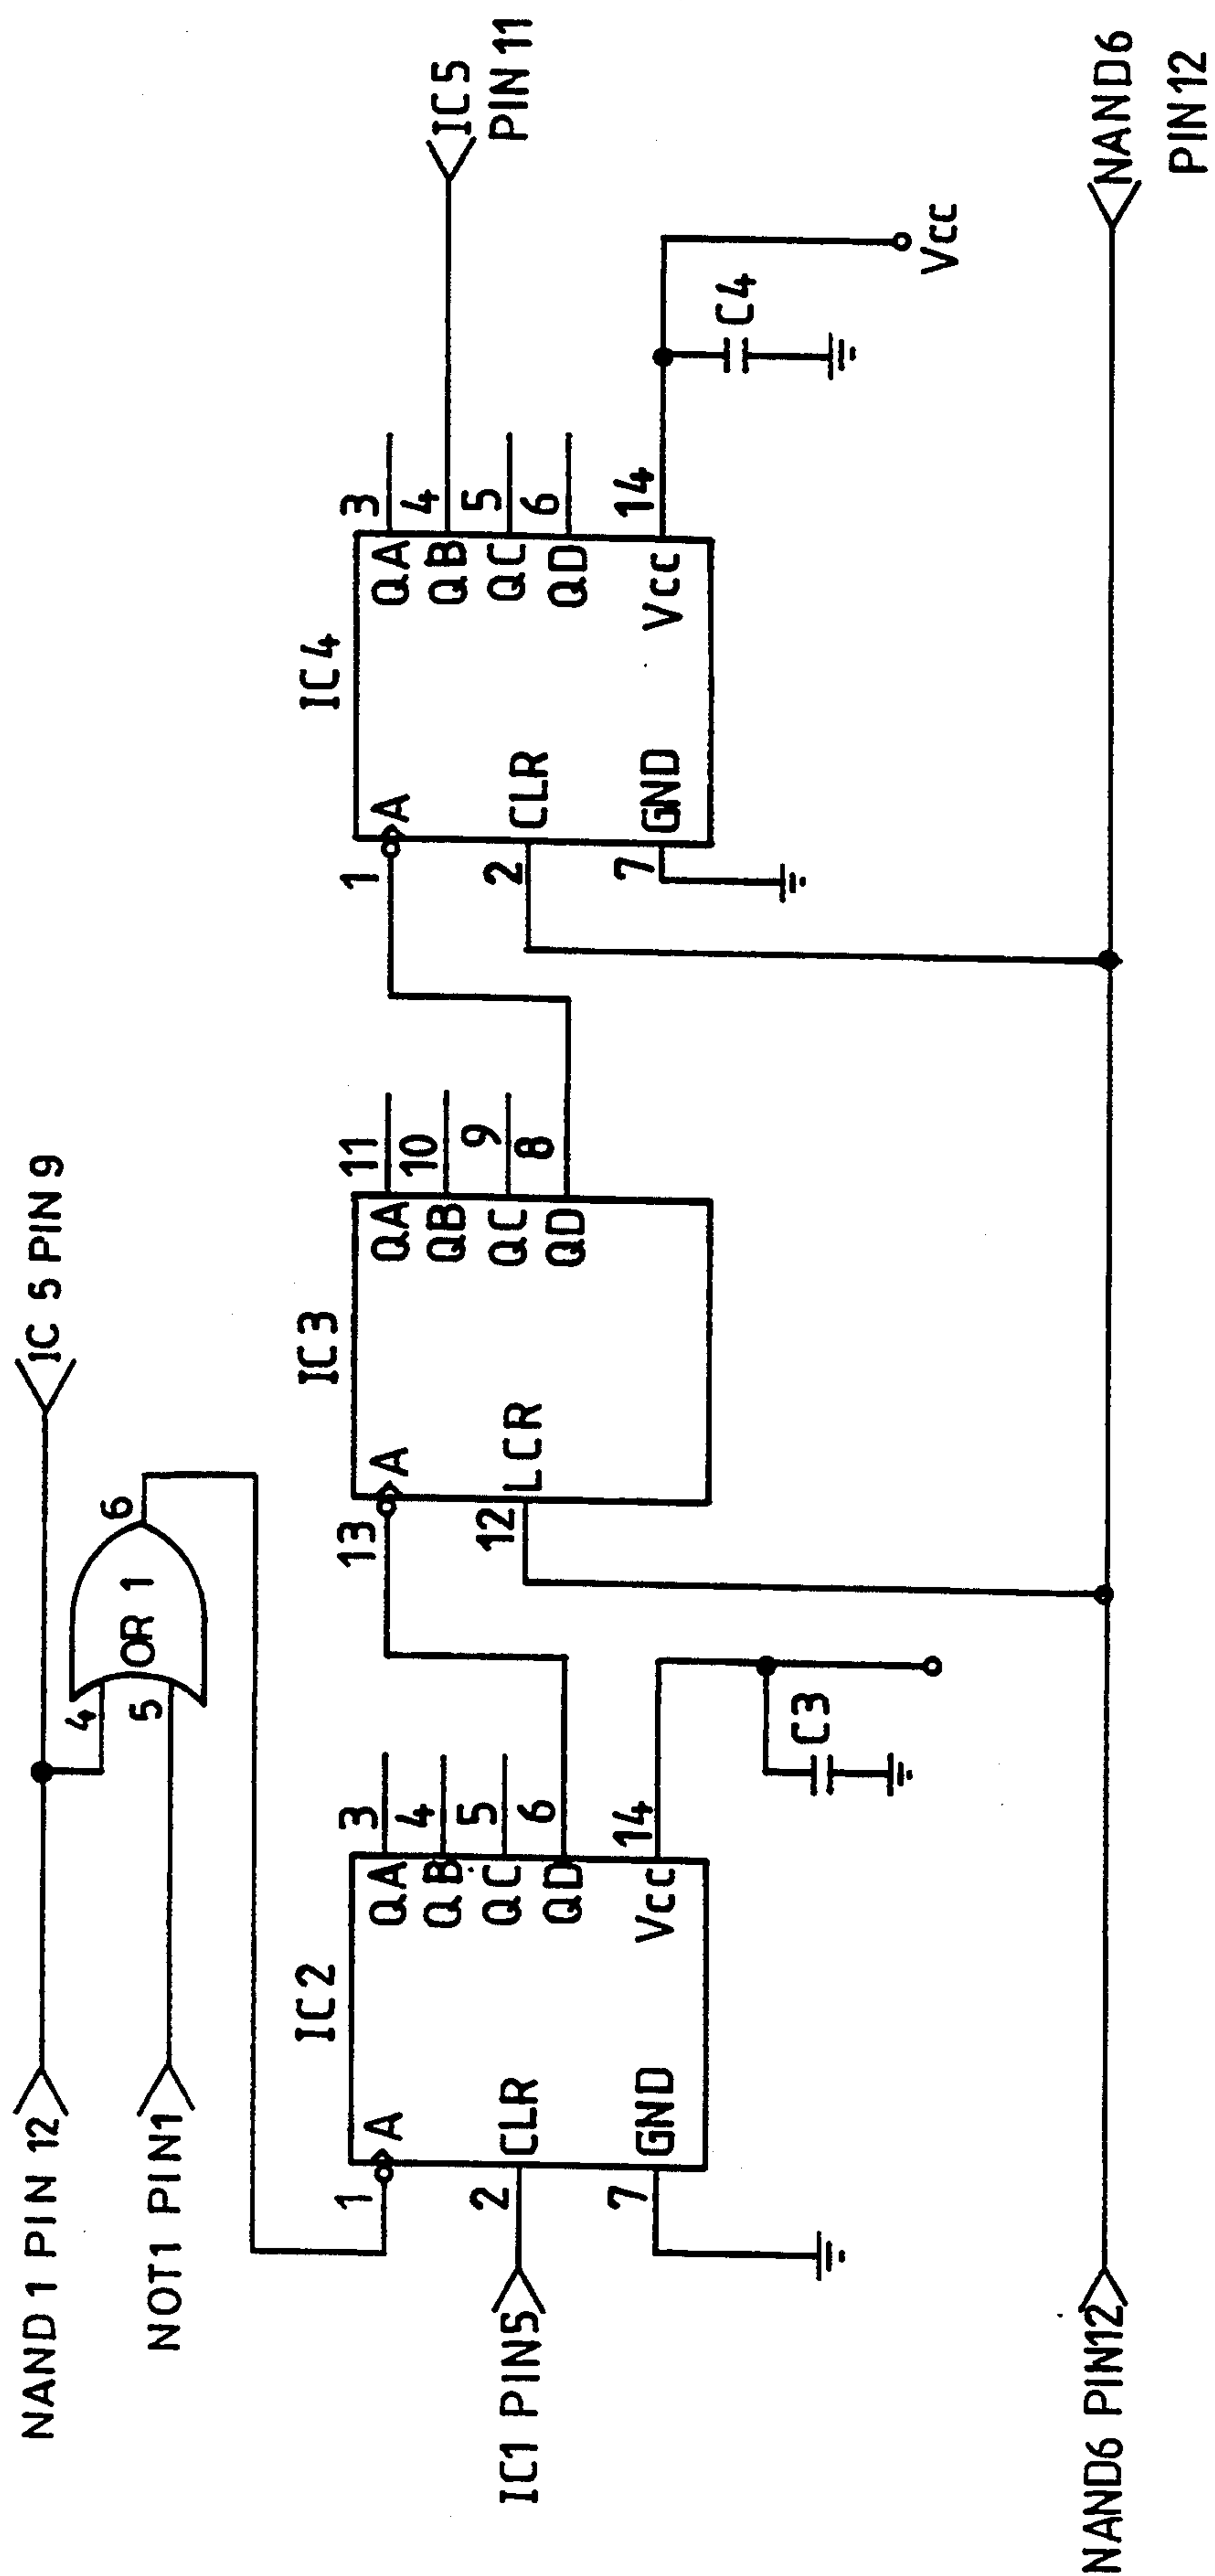 NAND 1 PIN 12
IC 5 PIN 9
NOT1 PIN1
4
5
OR 1
6
IC2
1
A
2
CLR
7
GND
QA
3
QB
4
QC
5
QD
6
Vcc
14
C3
IC1 PIN5
IC3
13
A
12
LCR
QA
11
QB
10
QC
9
QD
8
IC4
1
A
2
CLR
7
GND
QA
3
QB
4
QC
5
QD
6
Vcc
14
C4
Vcc
IC5
PIN 11
NAND6 PIN12
NAND6
PIN12